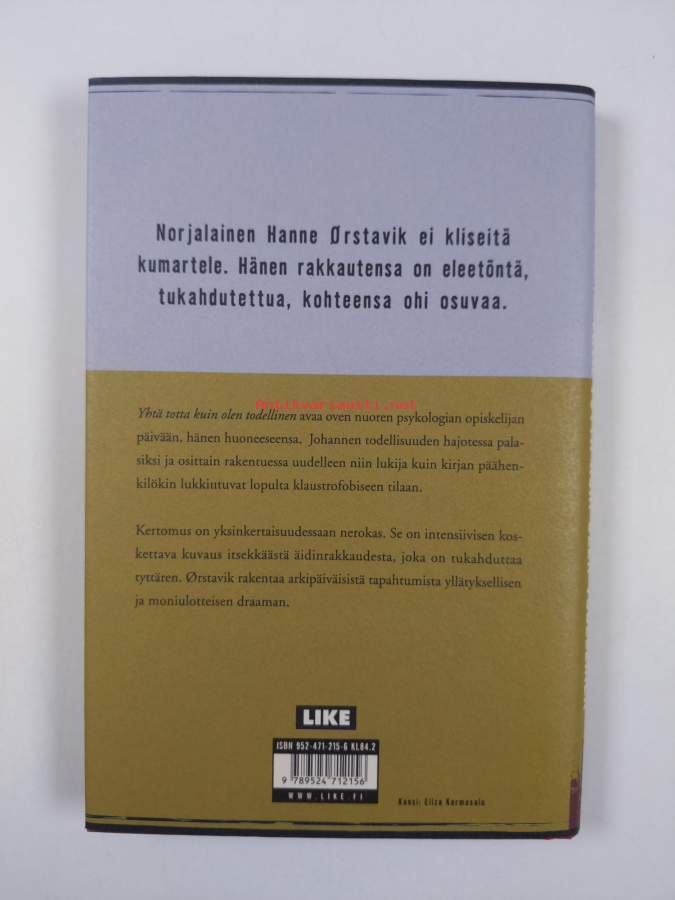 Norjalainen Hanne Ørstavik ei kliseitä
kumartele. Hänen rakkautensa on eleetöntä,
tukahdutettua, kohteensa ohi osuvaa.
Antikvariaatti.net
Yhtä totta kuin olen todellinen avaa oven nuoren psykologian opiskelijan
päivään, hänen huoneeseensa. Johannen todellisuuden hajotessa pala-
siksi ja osittain rakentuessa uudelleen niin lukija kuin kirjan päähen-
kilökin lukkiutuvat lopulta klaustrofobiseen tilaan.
Kertomus on yksinkertaisuudessaan nerokas. Se on intensiivisen kos-
kettava kuvaus itsekkäästä äidinrakkaudesta, joka on tukahduttaa
tyttären. Ørstavik rakentaa arkipäiväisistä tapahtumista yllätyksellisen
ja moniulotteisen draaman.
LIKE
ISBN 952-471-215-6 KL84.2
9 789524 712156
WWW.LIKE.FI
Kansi: Eliza Kormasalo